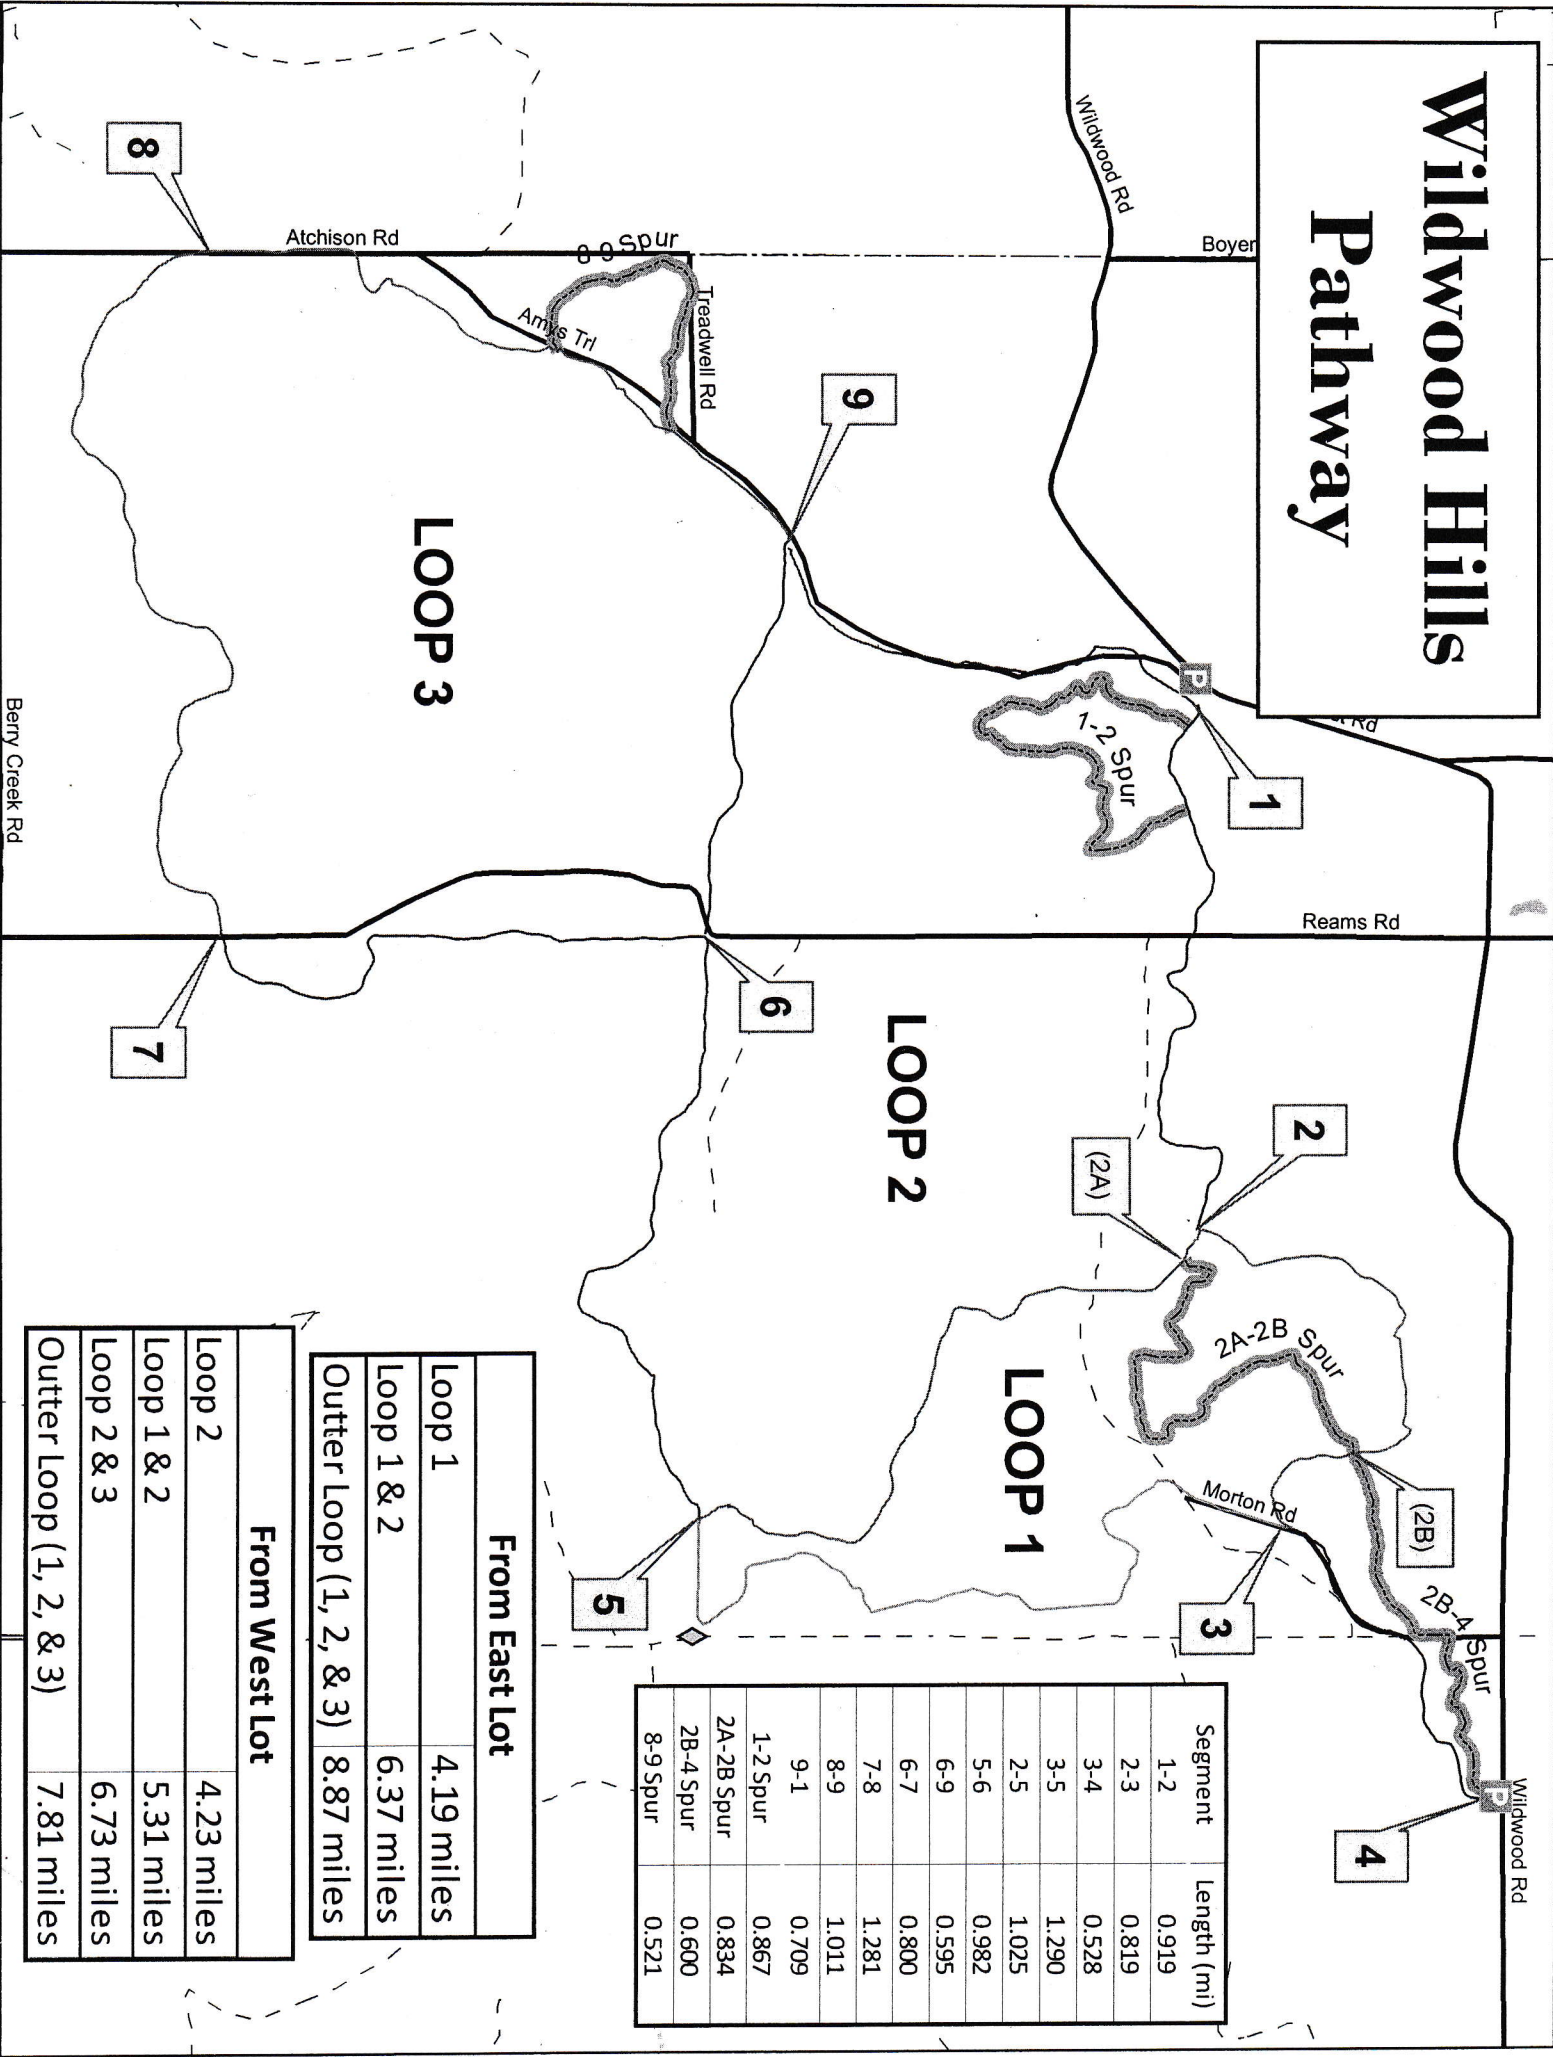 Wildwood Hills
Pathway
Wildwood Rd
Boyer
Atchison Rd
8-9 Spur
Treadwell Rd
Amys Trl
8
9
P
1-2 Spur
1
Reams Rd
LOOP 3
Berry Creek Rd
7
6
LOOP 2
2
(2A)
2A-2B Spur
(2B)
LOOP 1
Morton Rd
3
5
2B-4 Spur
P
4
Wildwood Rd
Segment Length (mi)
1-2 0.919
2-3 0.819
3-4 0.528
3-5 1.290
2-5 1.025
5-6 0.982
6-9 0.595
6-7 0.800
7-8 1.281
8-9 1.011
9-1 0.709
1-2 Spur 0.867
2A-2B Spur 0.834
2B-4 Spur 0.600
8-9 Spur 0.521
From East Lot
Loop 1 4.19 miles
Loop 1 & 2 6.37 miles
Outter Loop (1, 2, & 3) 8.87 miles
From West Lot
Loop 2 4.23 miles
Loop 1 & 2 5.31 miles
Loop 2 & 3 6.73 miles
Outter Loop (1, 2, & 3) 7.81 miles